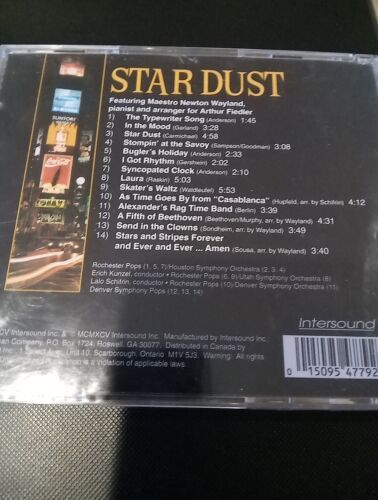 STAR DUST
Featuring Maestro Newton Wayland,
pianist and arranger for Arthur Fiedler
1) The Typewriter Song (Anderson) 1:45
2) In the Mood (Garland) 3:28
3) Star Dust (Carmichael) 4:58
4) Stompin' at the Savoy (Sampson/Goodman) 3:08
5) Bugler's Holiday (Anderson) 2:33
6) I Got Rhythm (Gershwin) 2:02
7) Syncopated Clock (Anderson) 2:10
8) Laura (Raskin) 5:03
9) Skater's Waltz (Waldteufel) 5:53
10) As Time Goes By from "Casablanca" (Hupfeld, arr by Schifrin) 4:12
11) Alexander's Rag Time Band (Berlin) 3:39
12) A Fifth of Beethoven (Beethoven/Murphy, arr by Wayland) 4:31
13) Send in the Clowns (Sondheim, arr by Wayland) 3:49
14) Stars and Stripes Forever
and Ever and Ever ... Amen (Sousa, arr. by Wayland) 3:40
Rochester Pops (1, 5, 7)/Houston Symphony Orchestra (2, 3, 4)
Erich Kunzel, conductor • Rochester Pops (6, 9)/Utah Symphony Orchestra (8)
Lalo Schifrin, conductor • Rochester Pops (10)/Denver Symphony Orchestra (11)
Denver Symphony Pops (12, 13, 14)
SUNTORY
Coca-Cola
Intersound
XCV Intersound Inc. & © MCMXCV Intersound Inc. Manufactured by Intersound
Company, P.O. BOX 1724, Roswell, GA 30077. Distributed in Canada by
Inc. Unit 10, Scarborough, Ontario M1V 5J3. Warning: All rights
is a violation of applicable laws.
0 15095 47792